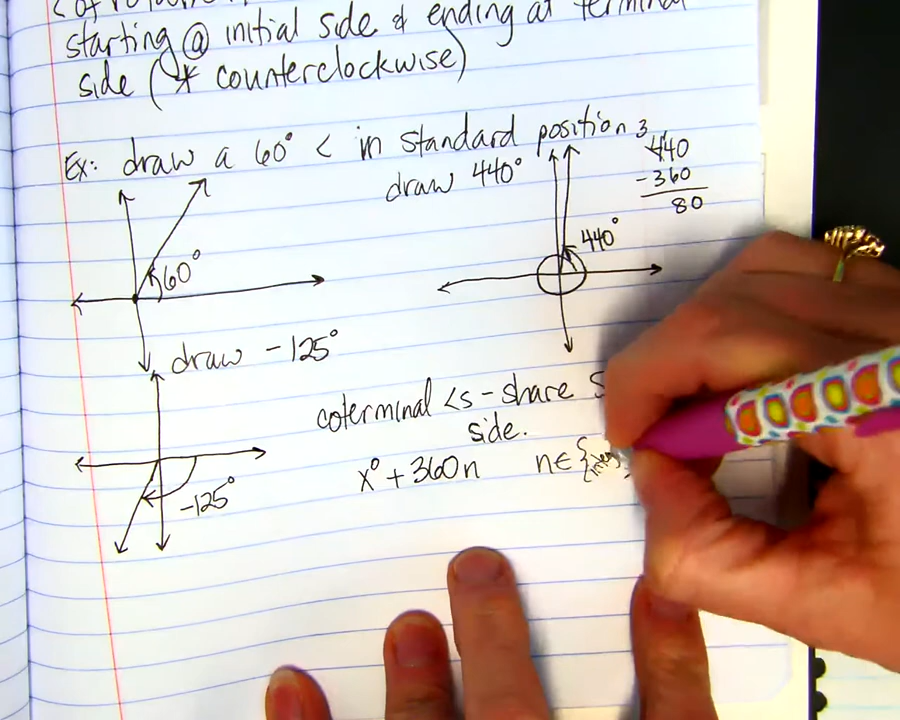 starting @ initial side & ending at terminal
side (* counterclockwise)
Ex: draw a 60° < in standard position
60°
draw 440°
3
440
-360
80
440°
draw -125°
-125°
coterminal <s - share s
side.
x° + 360n n∈{